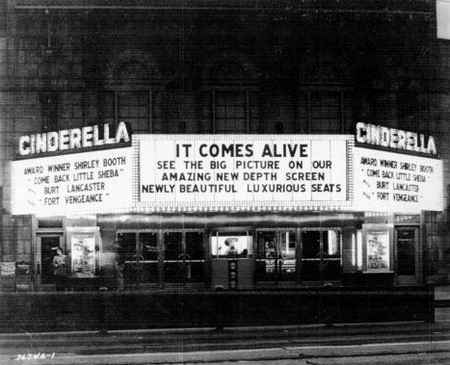 CINDERELLA
AWARD WINNER SHIRLEY BOOTH
"COME BACK LITTLE SHEBA"
BURT LANCASTER
"FORT VENGEANCE"
IT COMES ALIVE
SEE THE BIG PICTURE ON OUR
AMAZING NEW DEPTH SCREEN
NEWLY BEAUTIFUL LUXURIOUS SEATS
CINDERELLA
AWARD WINNER SHIRLEY BOOTH
"COME BACK LITTLE SHEBA"
BURT LANCASTER
"FORT VENGEANCE"